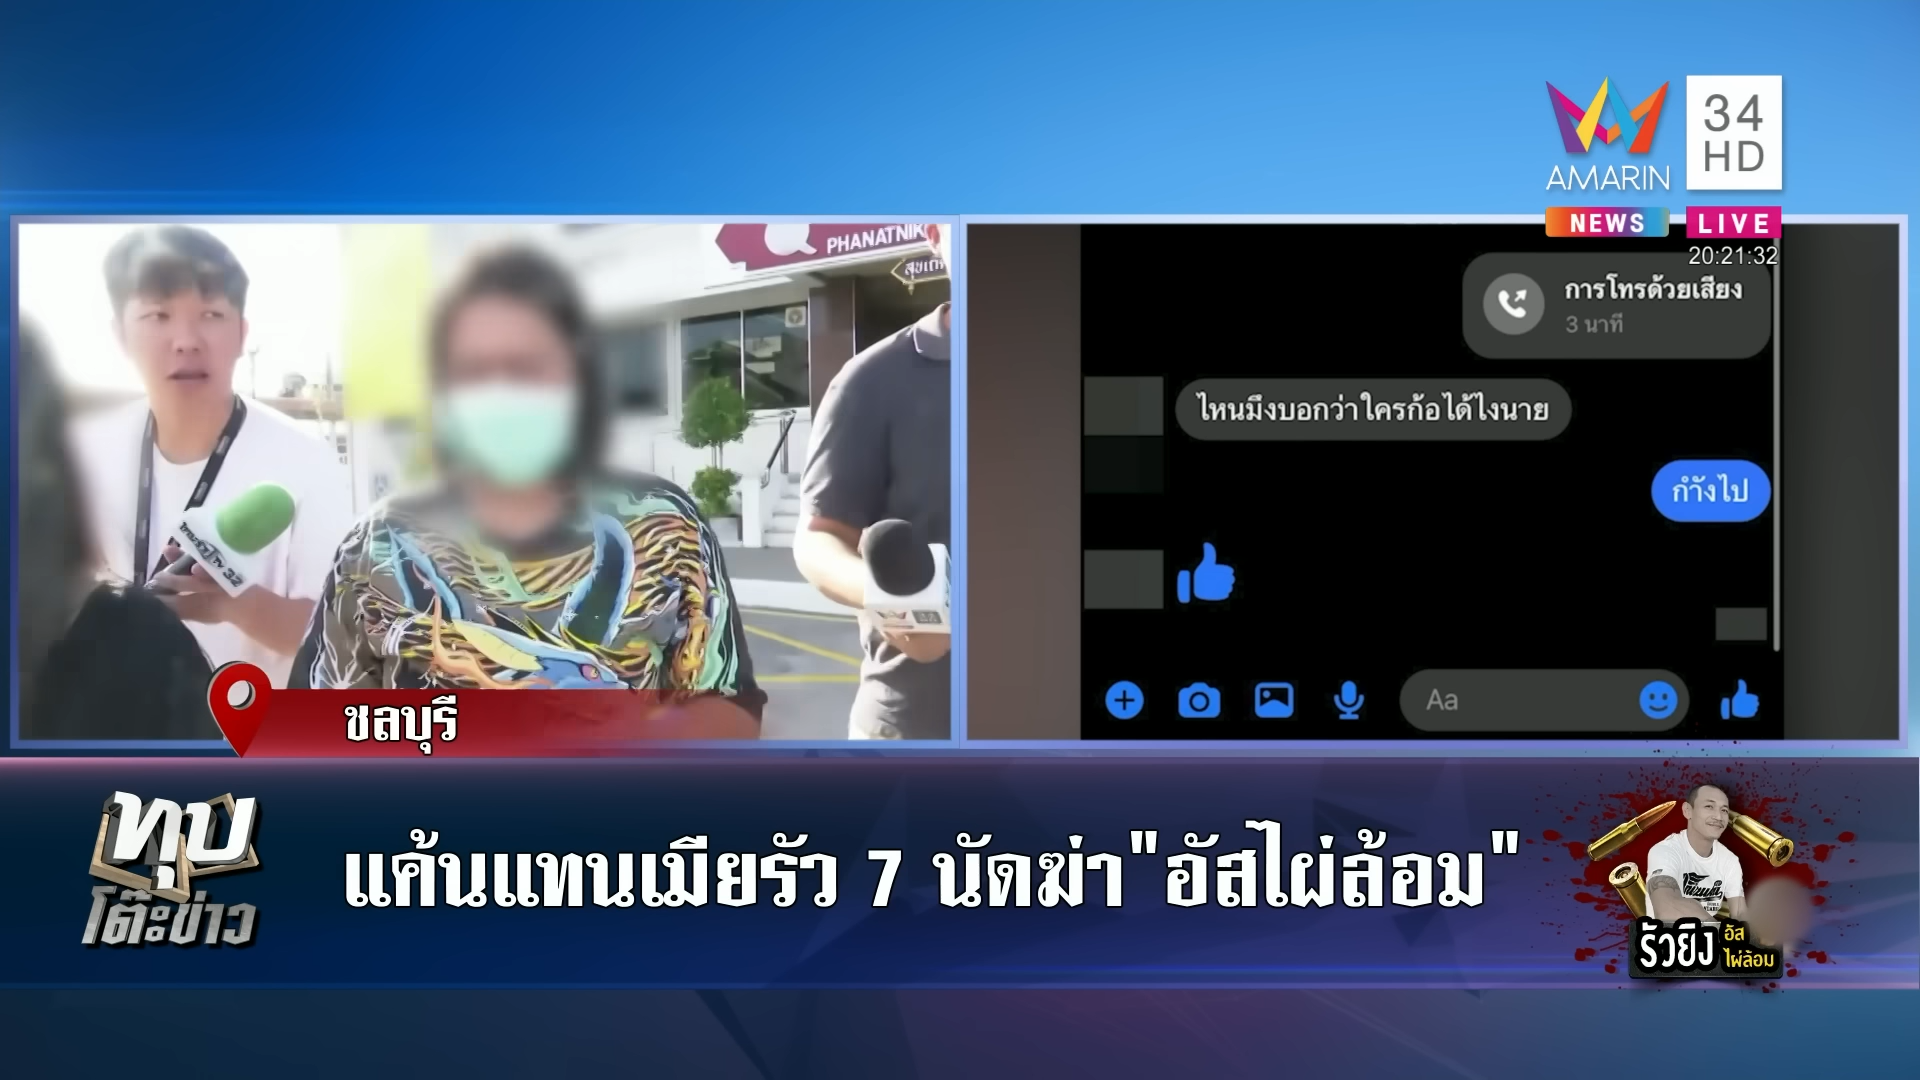 AMARIN
34
HD
NEWS
LIVE
20:21:32
PHANATNIK
การโทรด้วยเสียง
3 นาที
ไหนมึงบอกว่าใครก้อได้ไงนาย
กำังไป
Aa
ชลบุรี
ทุบ
โต๊ะข่าว
แค้นแทนเมียรัว 7 นัดฆ่า"อัสไผ่ล้อม"
รัวยิง
อัส
ไผ่ล้อม